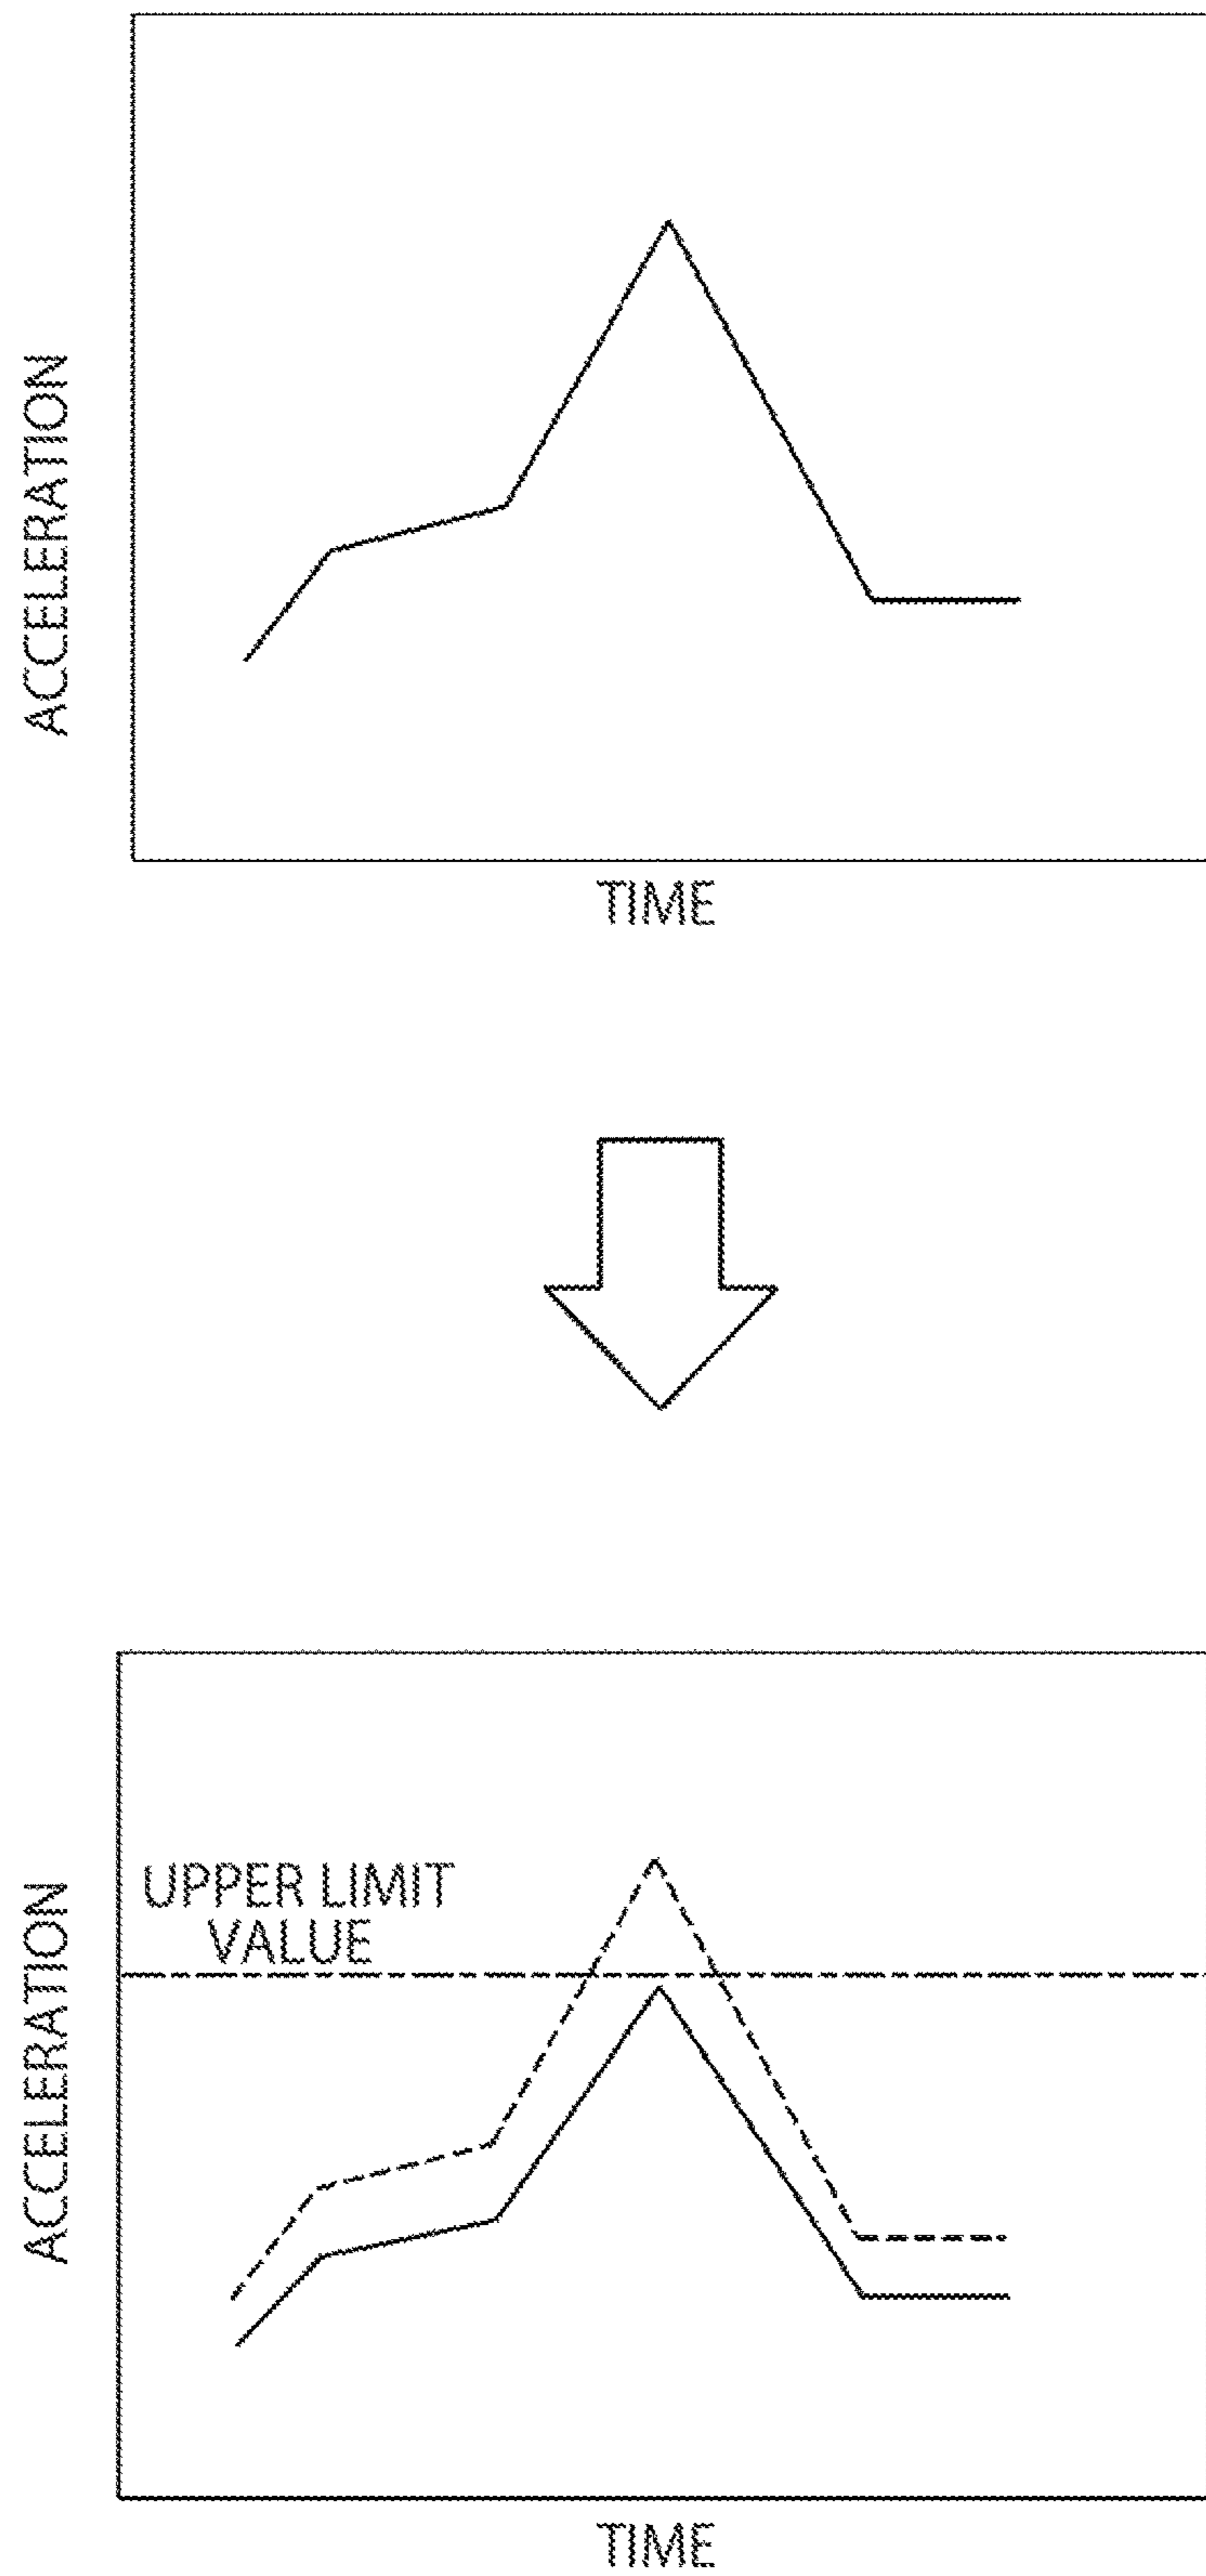 ACCELERATION
TIME
UPPER LIMIT
VALUE
ACCELERATION
TIME